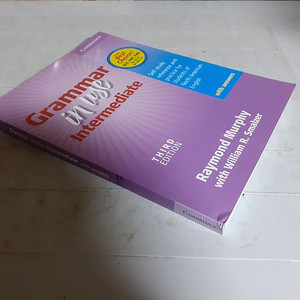 CAMBRIDGE
Grammar
in use
Intermediate
Self-study
reference and
practice for
students of
North American
English
with answers
THIRD
EDITION
Raymond Murphy
with William R. Smalzer
Grammar in use Intermediate
CAMBRIDGE